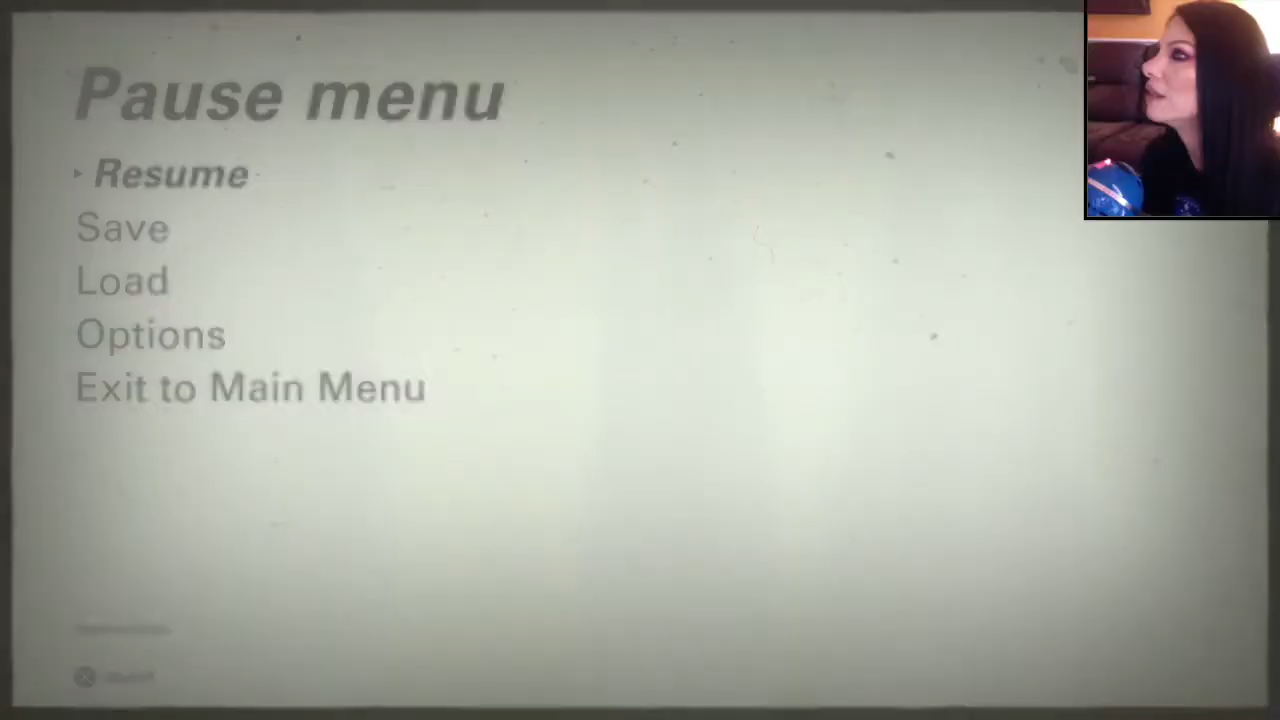 Pause menu
Resume
Save
Load
Options
Exit to Main Menu